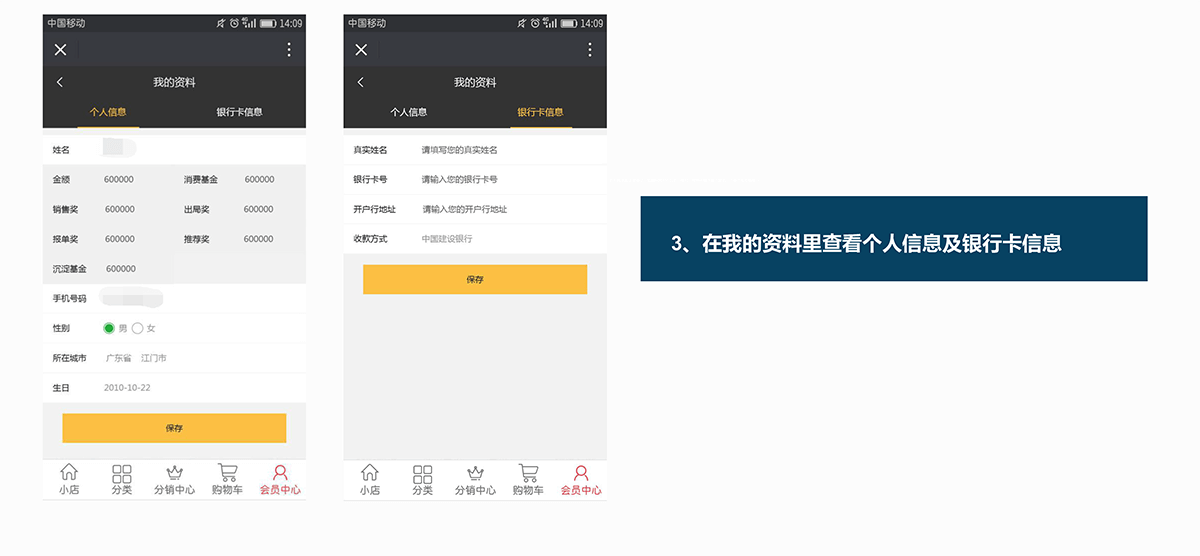 中国移动 4G 14:09
我的资料
个人信息 银行卡信息
姓名
金额 600000 消费基金 600000
销售奖 600000 出局奖 600000
报单奖 600000 推荐奖 600000
沉淀基金 600000
手机号码
性别 男 女
所在城市 广东省 江门市
生日 2010-10-22
保存
小店 分类 分销中心 购物车 会员中心
中国移动 4G 14:09
我的资料
个人信息 银行卡信息
真实姓名 请填写您的真实姓名
银行卡号 请输入您的银行卡号
开户行地址 请输入您的开户行地址
收款方式 中国建设银行
保存
小店 分类 分销中心 购物车 会员中心
3、在我的资料里查看个人信息及银行卡信息